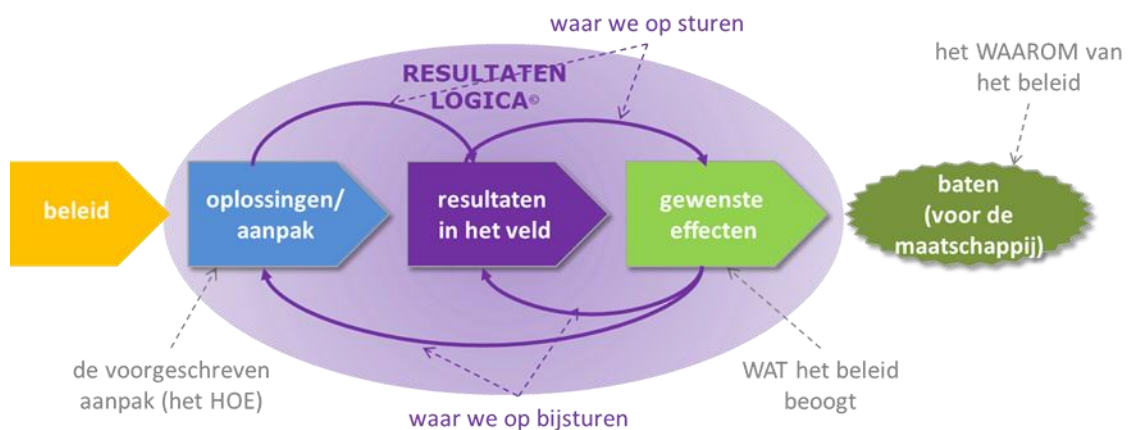 waar we op sturen
het WAAROM van
het beleid
RESULTATEN
LOGICA©
beleid
oplossingen/
aanpak
resultaten
in het veld
gewenste
effecten
baten
(voor de
maatschappij)
de voorgeschreven
aanpak (het HOE)
WAT het beleid
beoogt
waar we op bijsturen